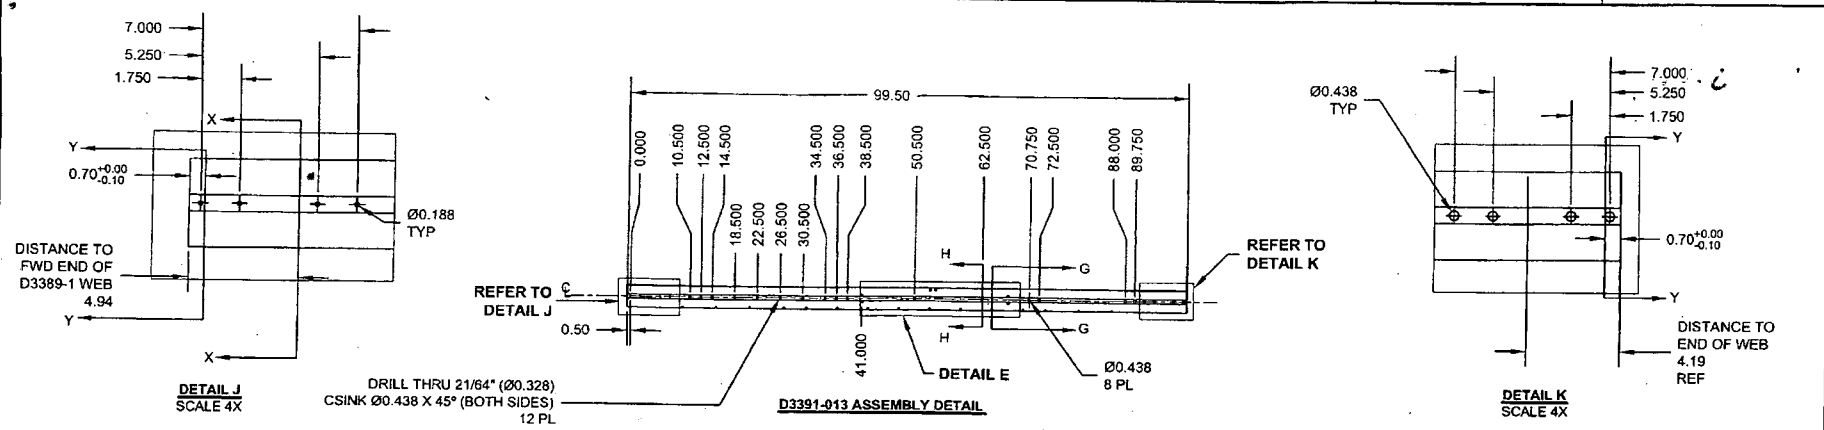 7.000
5.250
1.750
X
Y
0.70+0.00
-0.10
Ø0.188
TYP
DISTANCE TO
FWD END OF
D3389-1 WEB
4.94
Y
X
DETAIL J
SCALE 4X
99.50
0.000
10.500
12.500
14.500
18.500
22.500
26.500
30.500
34.500
36.500
38.500
50.500
62.500
70.750
72.500
88.000
89.750
H
G
REFER TO
DETAIL K
REFER TO
DETAIL J
℄
0.50
41.000
H
G
DETAIL E
Ø0.438
8 PL
DRILL THRU 21/64" (Ø0.328)
CSINK Ø0.438 X 45° (BOTH SIDES)
12 PL
D3391-013 ASSEMBLY DETAIL
Ø0.438
TYP
7.000
5.250
1.750
Y
0.70+0.00
-0.10
Y
DISTANCE TO
END OF WEB
4.19
REF
DETAIL K
SCALE 4X